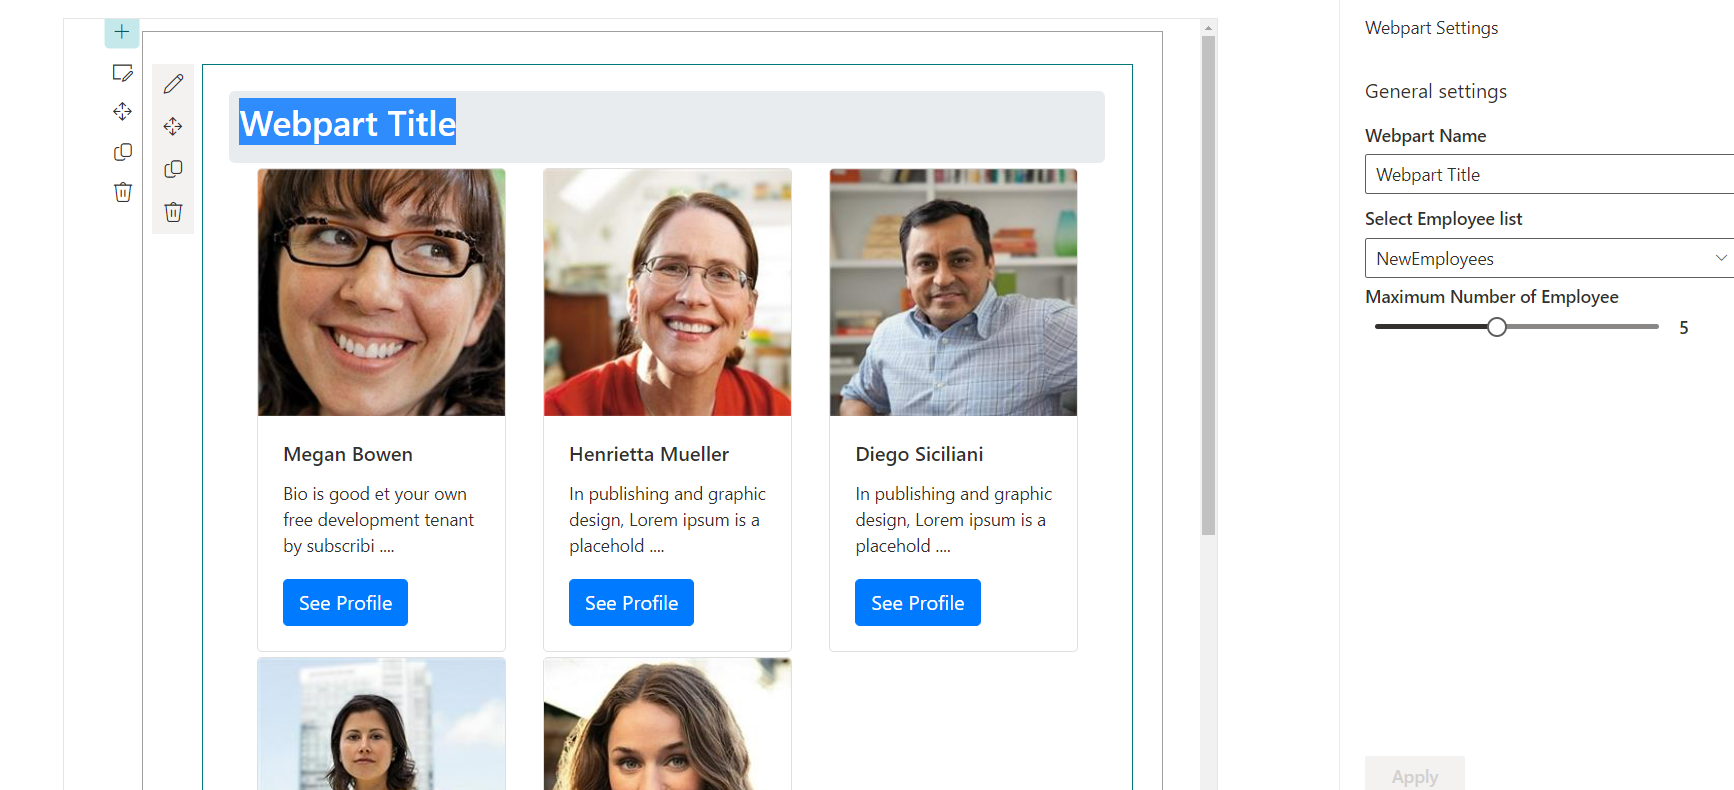 Webpart Title
Megan Bowen
Bio is good et your own
free development tenant
by subscribi ....
See Profile
Henrietta Mueller
In publishing and graphic
design, Lorem ipsum is a
placehold ....
See Profile
Diego Siciliani
In publishing and graphic
design, Lorem ipsum is a
placehold ....
See Profile
Webpart Settings
General settings
Webpart Name
Webpart Title
Select Employee list
NewEmployees
Maximum Number of Employee
5
Apply